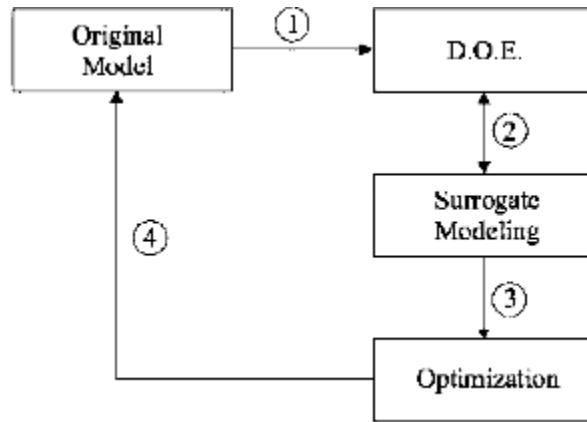 Original
Model
①
D.O.E.
②
Surrogate
Modeling
④
③
Optimization